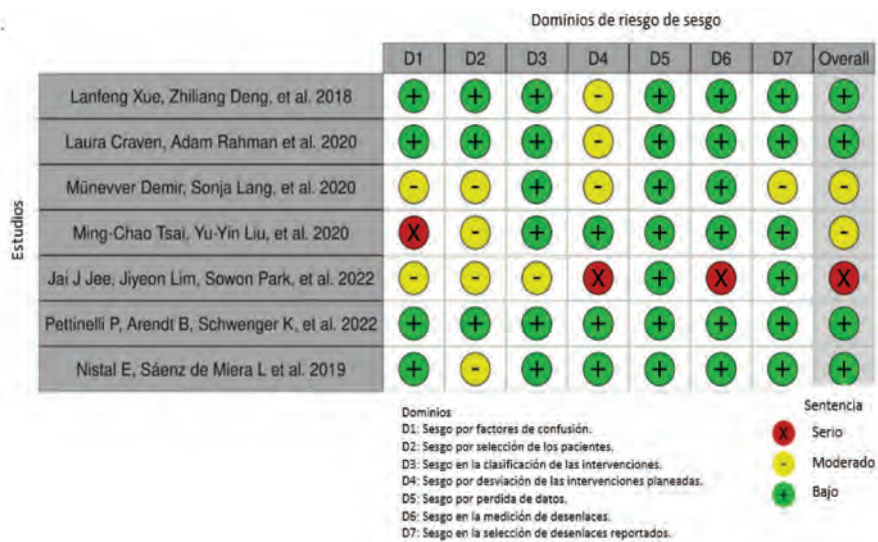 Dominios de riesgo de sesgo
D1 D2 D3 D4 D5 D6 D7 Overall
Estudios
Lanfeng Xue, Zhiliang Deng, et al. 2018 + + + - + + + +
Laura Craven, Adam Rahman et al. 2020 + + + - + + + +
Münevver Demir, Sonja Lang, et al. 2020 - - + - + + - -
Ming-Chao Tsai, Yu-Yin Liu, et al. 2020 X - + + + + + -
Jai J Jee, Jiyeon Lim, Sowon Park, et al. 2022 - - - X + X + X
Pettinelli P, Arendt B, Schwenger K, et al. 2022 + + + + + + + +
Nistal E, Sáenz de Miera L et al. 2019 + - + + + + + +
Dominios
D1: Sesgo por factores de confusión.
D2: Sesgo por selección de los pacientes.
D3: Sesgo en la clasificación de las intervenciones.
D4: Sesgo por desviación de las intervenciones planeadas.
D5: Sesgo por perdida de datos.
D6: Sesgo en la medición de desenlaces.
D7: Sesgo en la selección de desenlaces reportados.
Sentencia
X Serio
- Moderado
+ Bajo